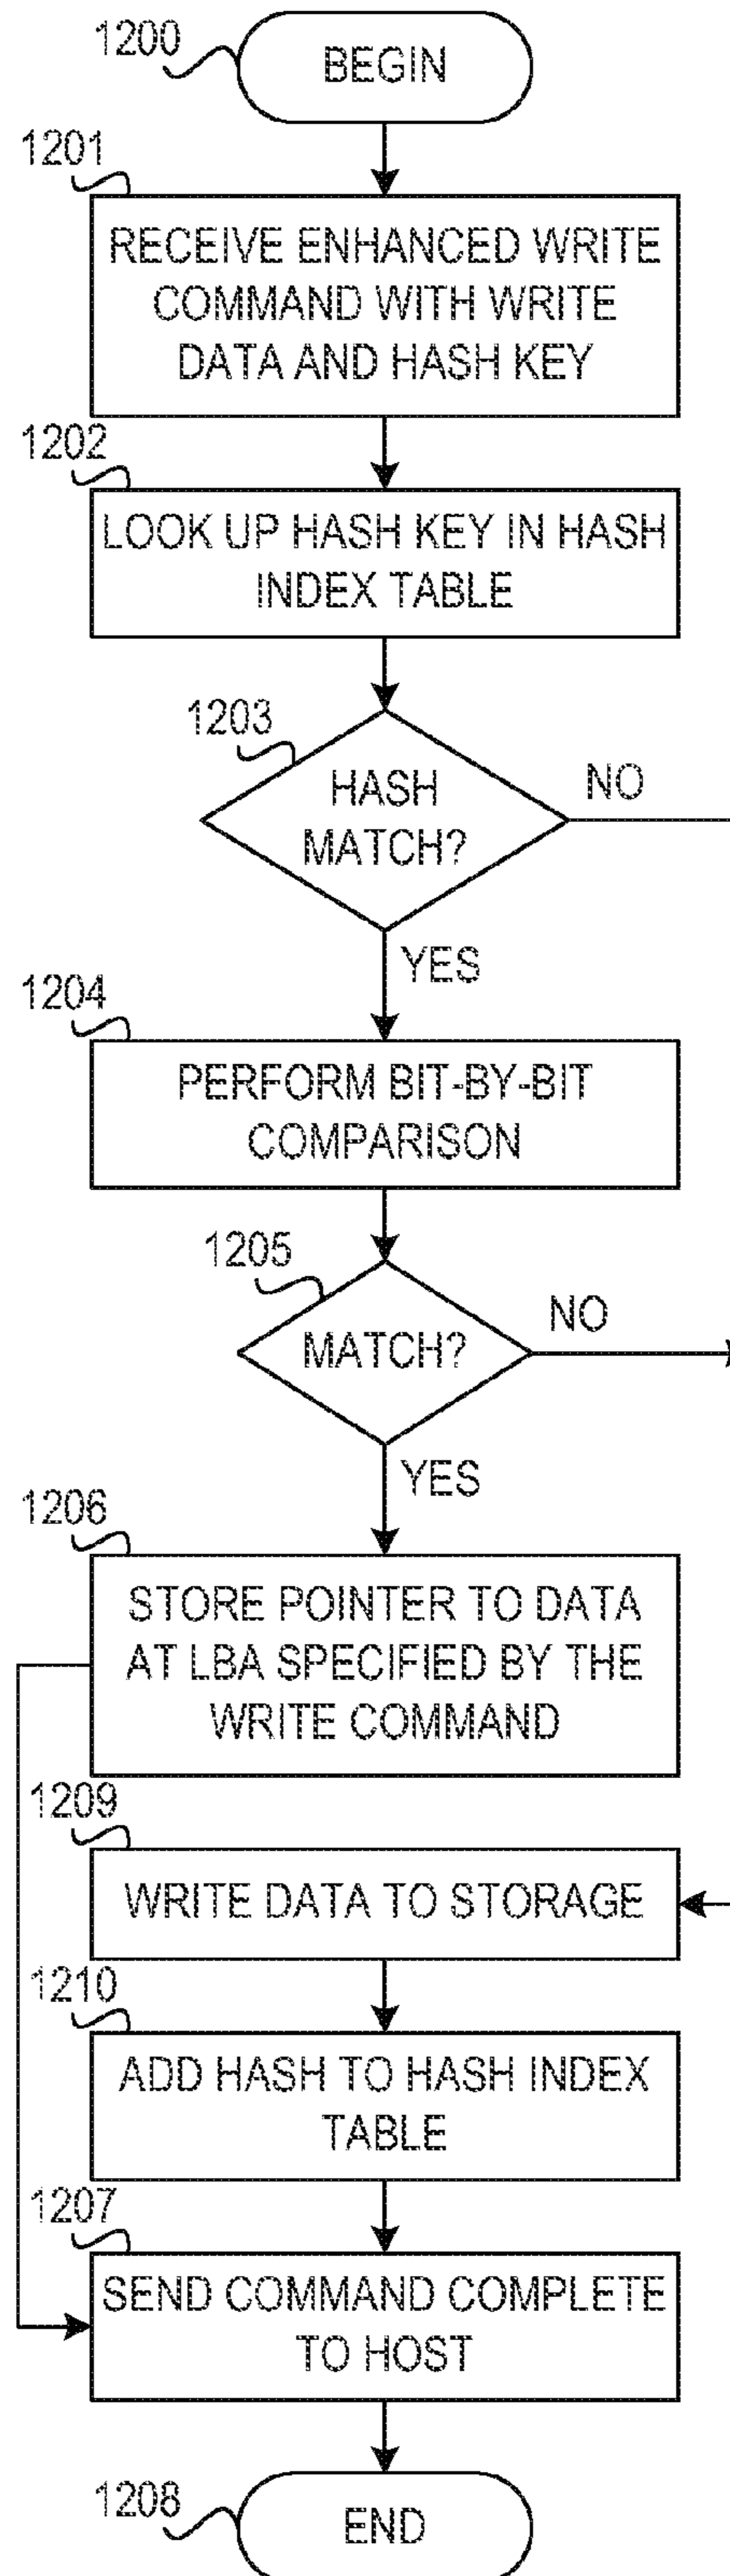 1200
BEGIN
1201
RECEIVE ENHANCED WRITE
COMMAND WITH WRITE
DATA AND HASH KEY
1202
LOOK UP HASH KEY IN HASH
INDEX TABLE
1203
HASH
MATCH?
NO
YES
1204
PERFORM BIT-BY-BIT
COMPARISON
1205
MATCH?
NO
YES
1206
STORE POINTER TO DATA
AT LBA SPECIFIED BY THE
WRITE COMMAND
1209
WRITE DATA TO STORAGE
1210
ADD HASH TO HASH INDEX
TABLE
1207
SEND COMMAND COMPLETE
TO HOST
1208
END